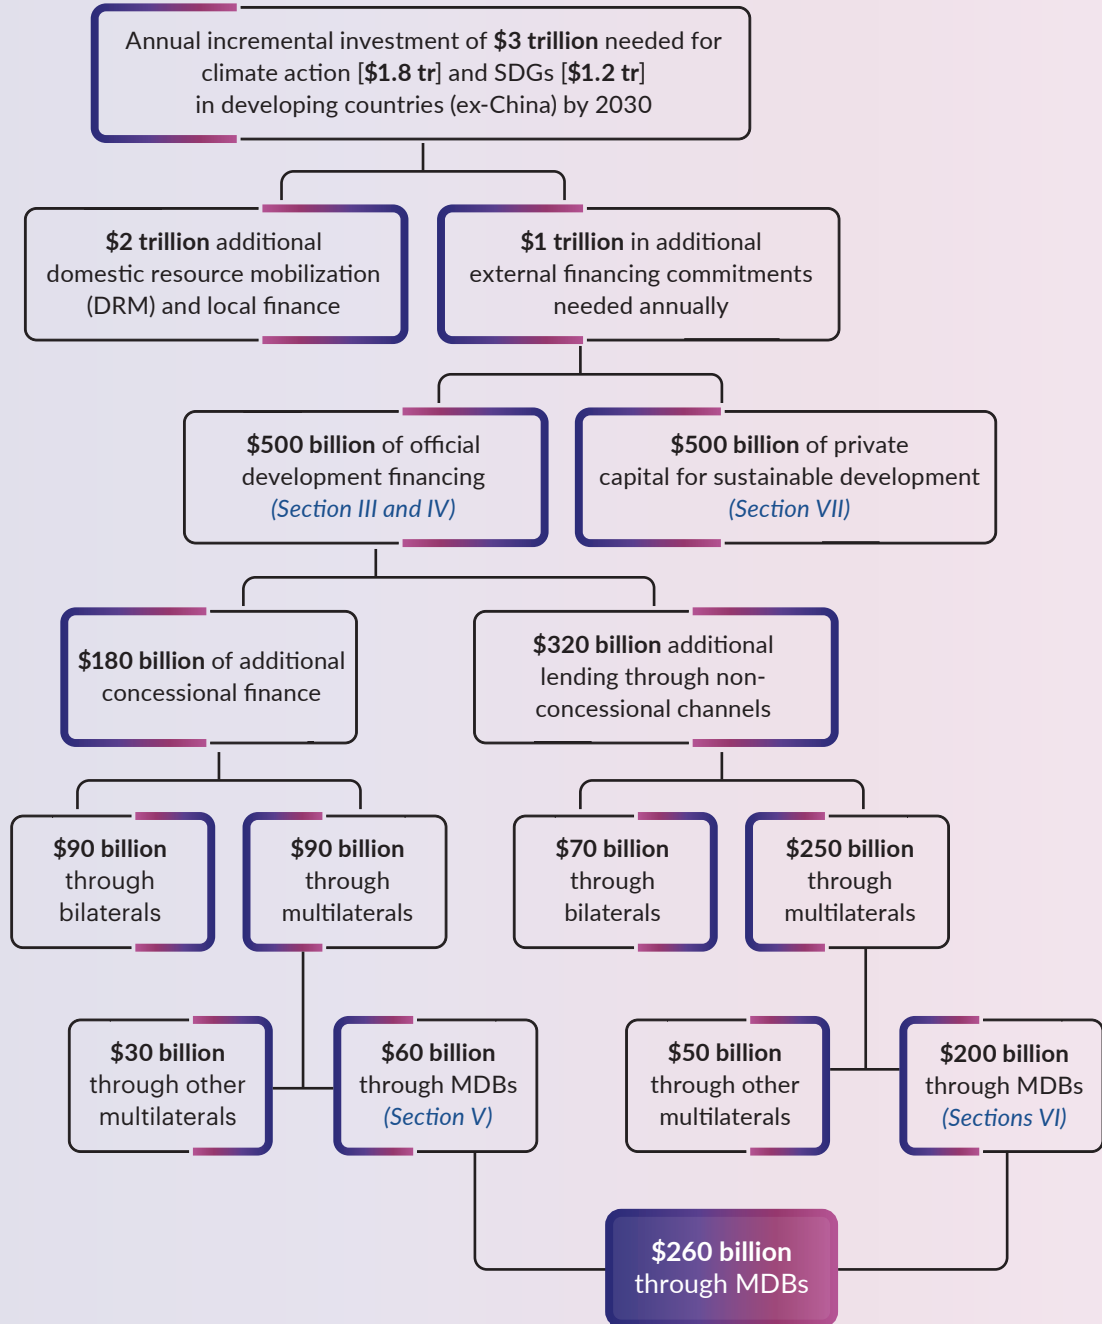 Annual incremental investment of $3 trillion needed for
climate action [$1.8 tr] and SDGs [$1.2 tr]
in developing countries (ex-China) by 2030
$2 trillion additional
domestic resource mobilization
(DRM) and local finance
$1 trillion in additional
external financing commitments
needed annually
$500 billion of official
development financing
(Section III and IV)
$500 billion of private
capital for sustainable development
(Section VII)
$180 billion of additional
concessional finance
$320 billion additional
lending through non-
concessional channels
$90 billion
through
bilaterals
$90 billion
through
multilaterals
$70 billion
through
bilaterals
$250 billion
through
multilaterals
$30 billion
through other
multilaterals
$60 billion
through MDBs
(Section V)
$50 billion
through other
multilaterals
$200 billion
through MDBs
(Sections VI)
$260 billion
through MDBs